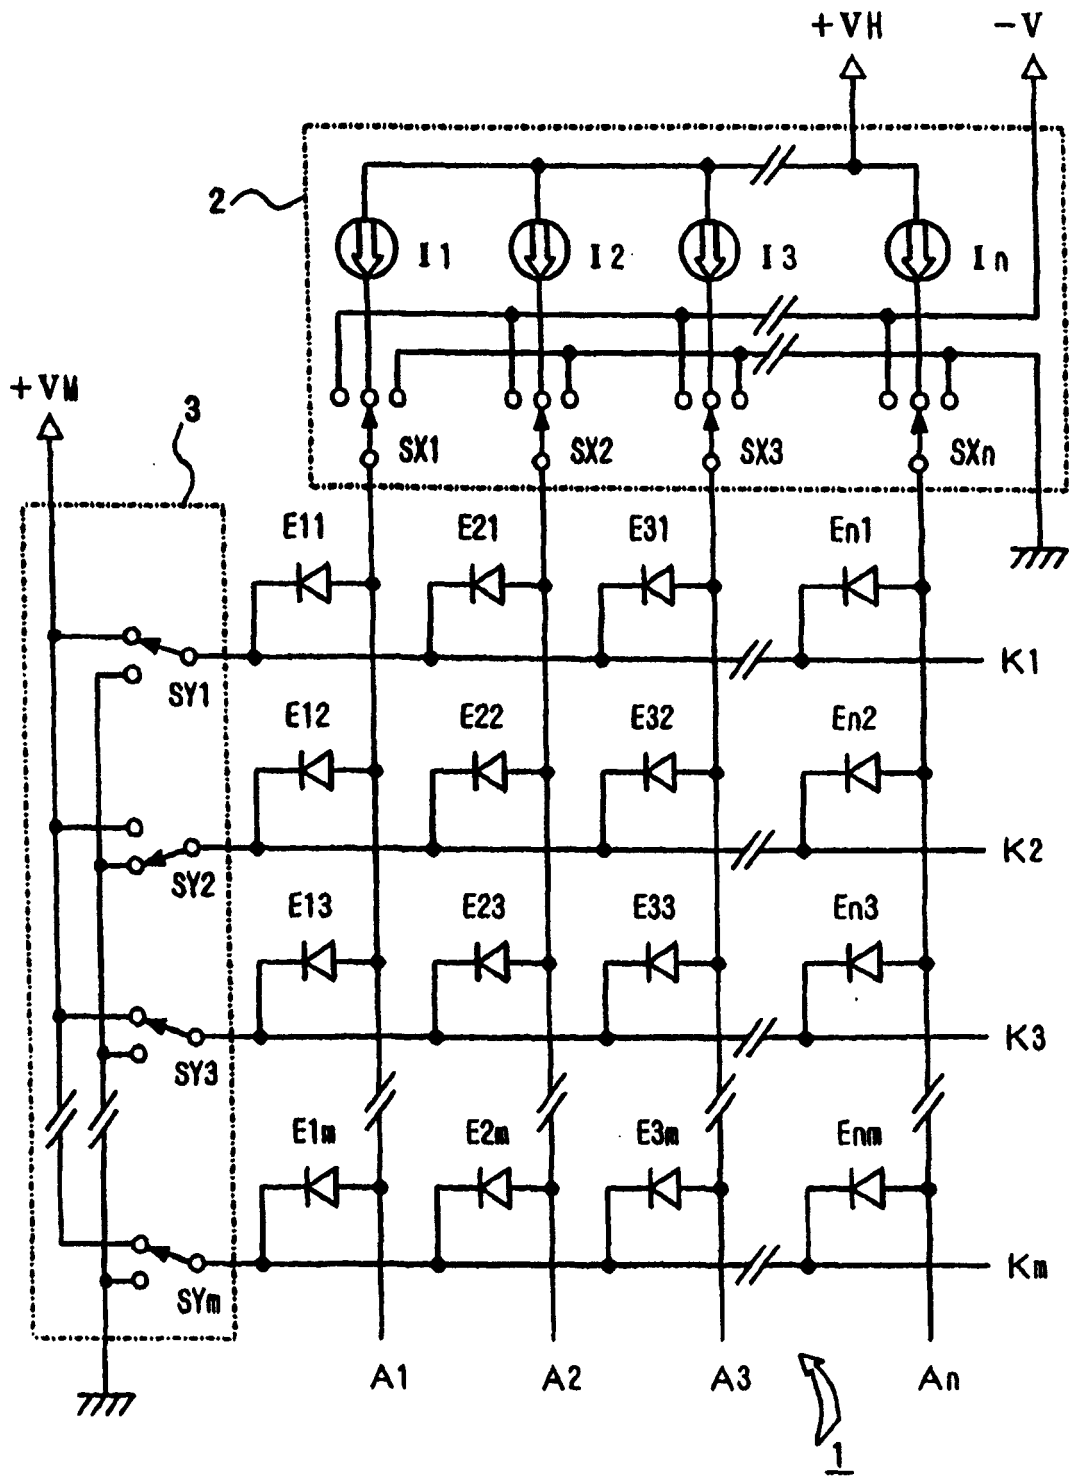 +VH -V
2
I1 I2 I3 In
+VM
3
SX1 SX2 SX3 SXn
E11 E21 E31 En1
K1
SY1
E12 E22 E32 En2
K2
SY2
E13 E23 E33 En3
K3
SY3
E1m E2m E3m Enm
Km
SYm
A1 A2 A3 An
1